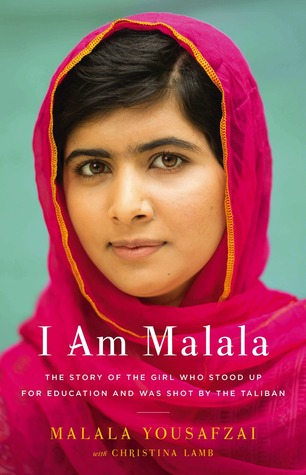 I Am Malala
THE STORY OF THE GIRL WHO STOOD UP
FOR EDUCATION AND WAS SHOT BY THE TALIBAN
MALALA YOUSAFZAI
with CHRISTINA LAMB